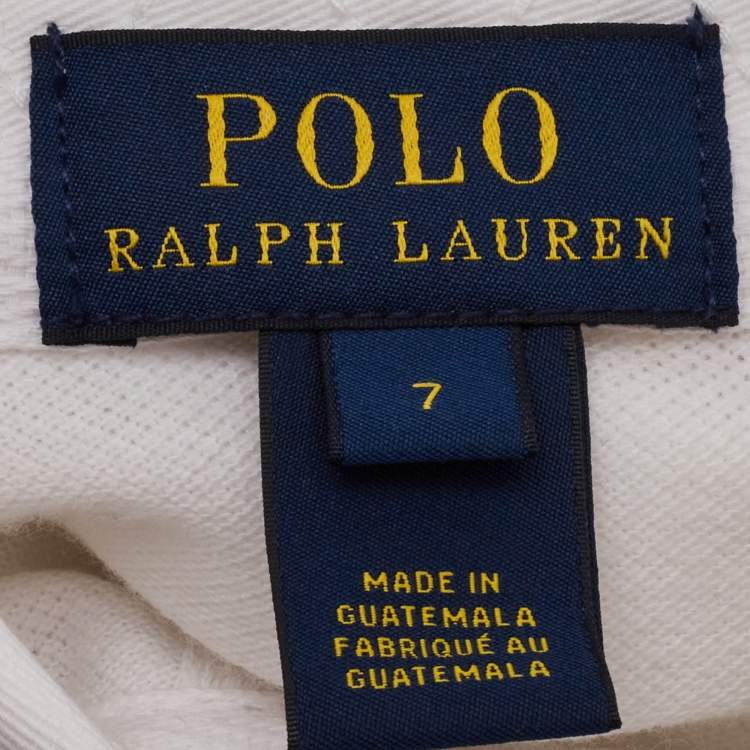 POLO
RALPH LAUREN
7
MADE IN
GUATEMALA
FABRIQUÉ AU
GUATEMALA